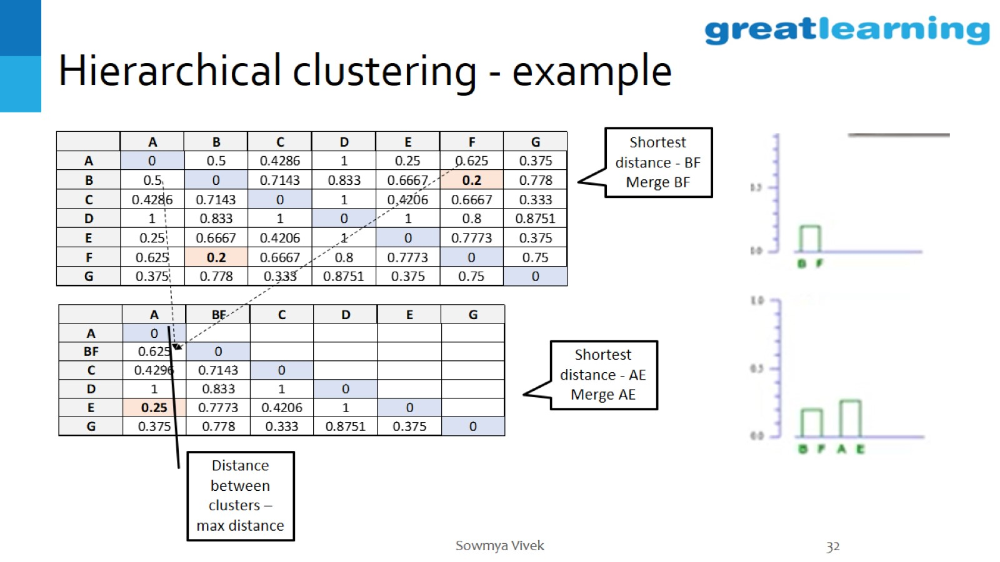 greatlearning
Hierarchical clustering - example
A B C D E F G
A 0 0.5 0.4286 1 0.25 0.625 0.375
B 0.5 0 0.7143 0.833 0.6667 0.2 0.778
C 0.4286 0.7143 0 1 0.4206 0.6667 0.333
D 1 0.833 1 0 1 0.8 0.8751
E 0.25 0.6667 0.4206 1 0 0.7773 0.375
F 0.625 0.2 0.6667 0.8 0.7773 0 0.75
G 0.375 0.778 0.333 0.8751 0.375 0.75 0
Shortest
distance - BF
Merge BF
0.5
0.0
B F
A BF C D E G
A 0
BF 0.625 0
C 0.4296 0.7143 0
D 1 0.833 1 0
E 0.25 0.7773 0.4206 1 0
G 0.375 0.778 0.333 0.8751 0.375 0
Shortest
distance - AE
Merge AE
1.0
0.5
0.0
B F A E
Distance
between
clusters –
max distance
Sowmya Vivek
32